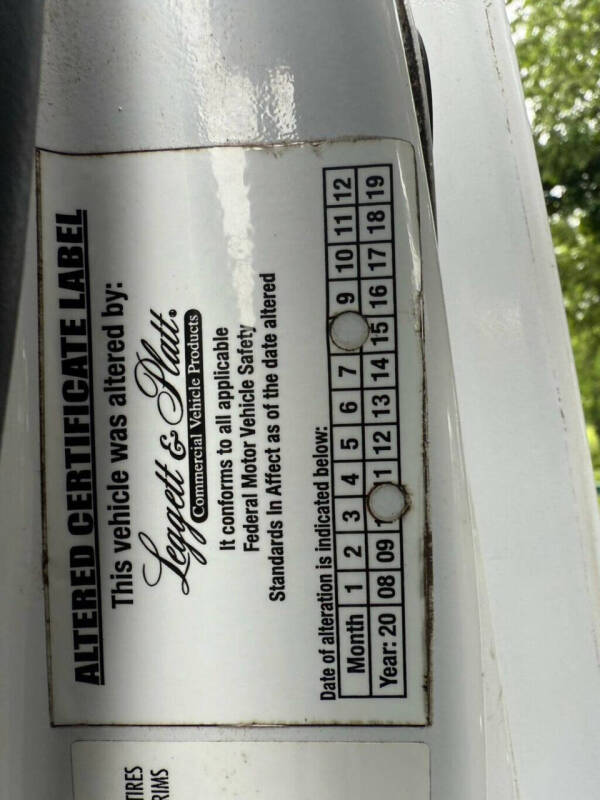 ALTERED CERTIFICATE LABEL
This vehicle was altered by:
Leggett & Platt.
Commercial Vehicle Products
It conforms to all applicable
Federal Motor Vehicle Safety
Standards In Affect as of the date altered
Date of alteration is indicated below:
Month 1 2 3 4 5 6 7 9 10 11 12
Year: 20 08 09 11 12 13 14 15 16 17 18 19
TIRES
RIMS